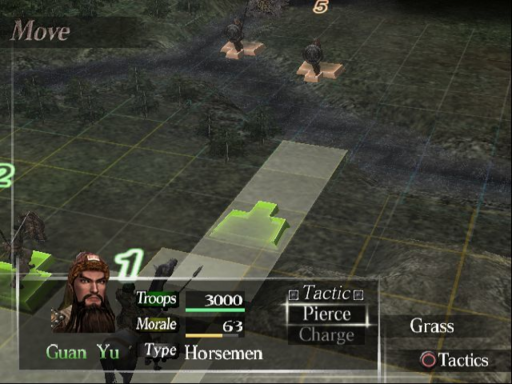 Move
5
2
1
Troops 3000
Morale 63
Guan Yu
Type Horsemen
Tactic
Pierce
Charge
Grass
Tactics